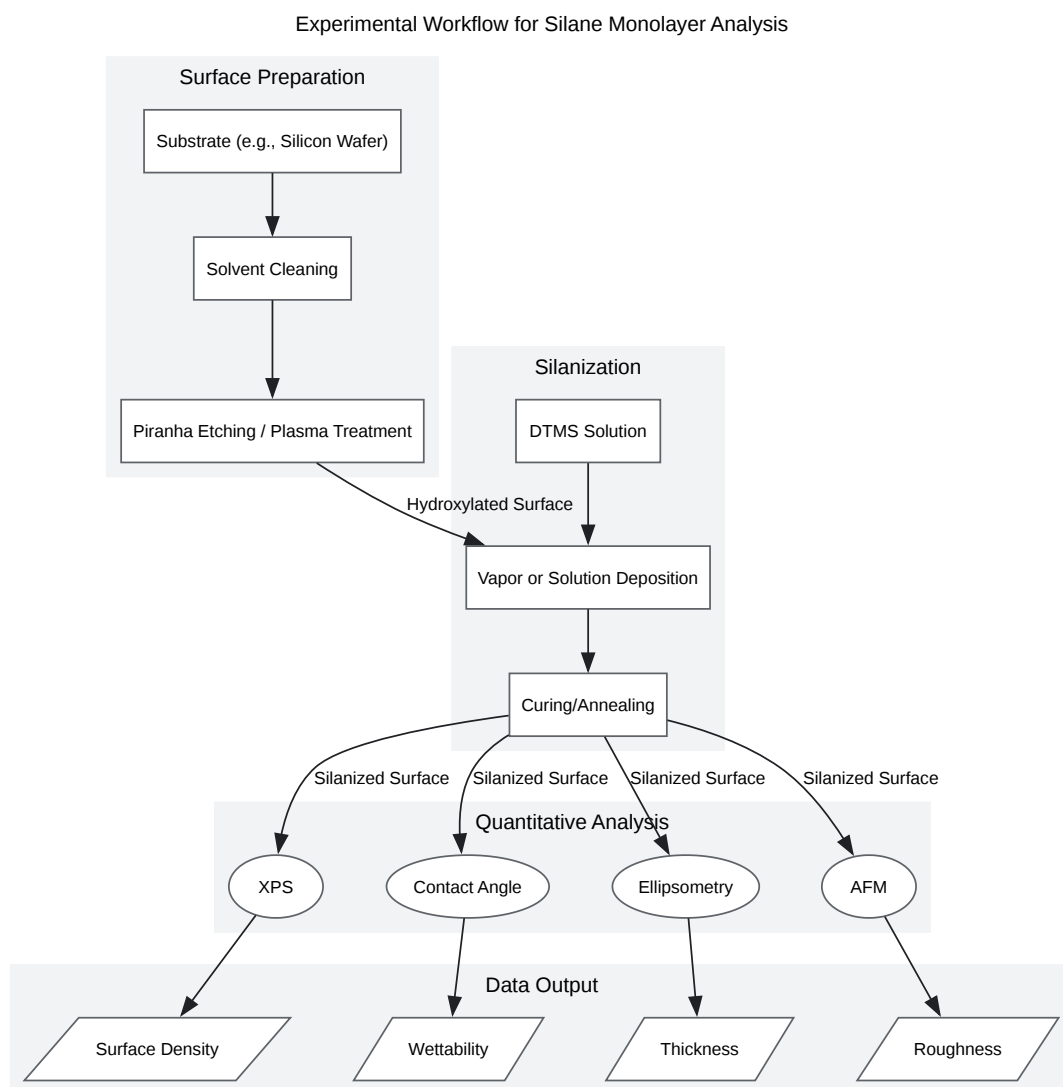 Experimental Workflow for Silane Monolayer Analysis
Surface Preparation
Substrate (e.g., Silicon Wafer)
Solvent Cleaning
Piranha Etching / Plasma Treatment
Silanization
DTMS Solution
Hydroxylated Surface
Vapor or Solution Deposition
Curing/Annealing
Silanized Surface
Silanized Surface
Silanized Surface
Silanized Surface
Quantitative Analysis
XPS
Contact Angle
Ellipsometry
AFM
Data Output
Surface Density
Wettability
Thickness
Roughness